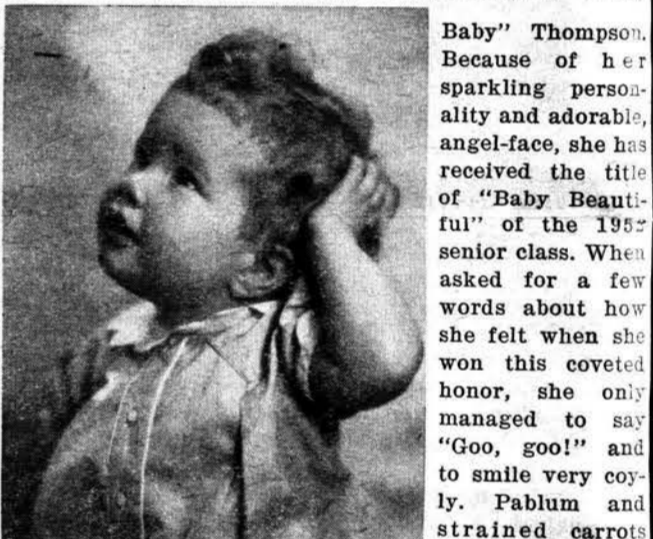 Baby" Thompson.
Because of her
sparkling person-
ality and adorable,
angel-face, she has
received the title
of "Baby Beauti-
ful" of the
senior class. When
asked for a few
words about how
she felt when she
won this coveted
honor, she only
managed to say
"Goo, goo!" and
to smile very coy-
ly. Pablum and
strained carrots